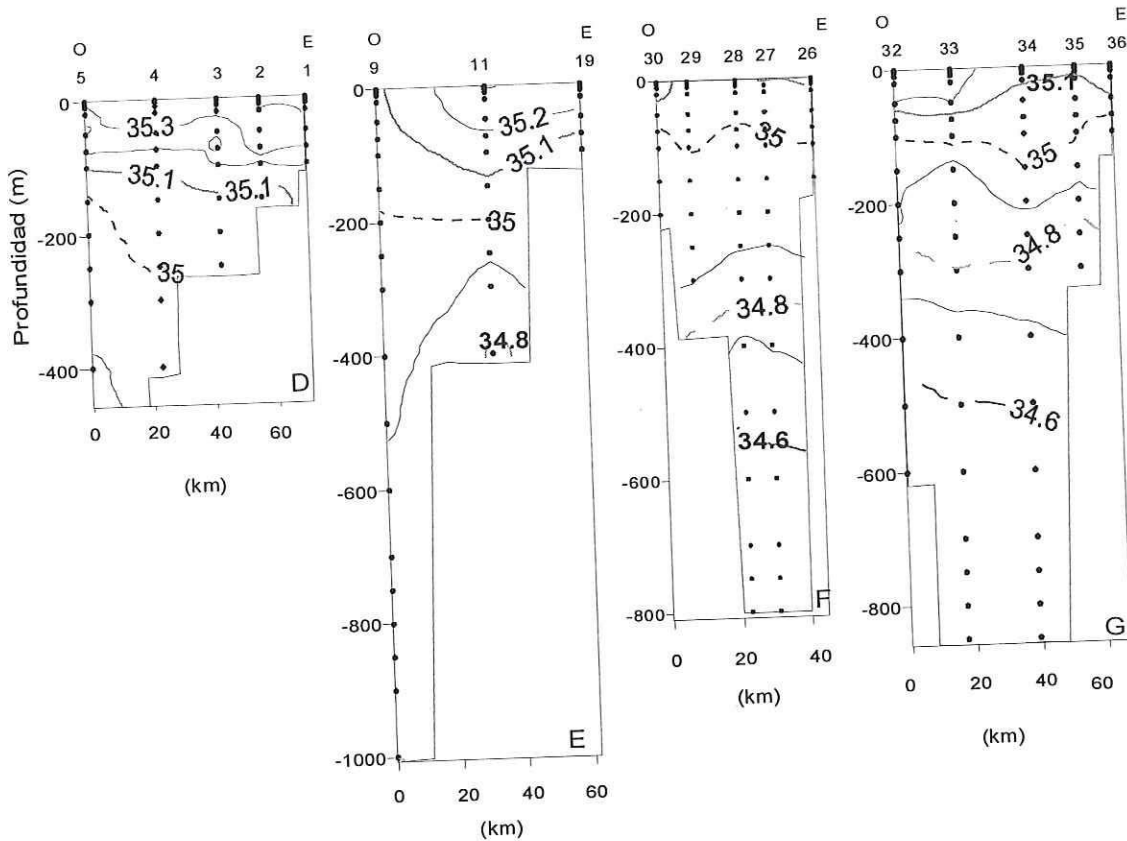 O E
5 4 3 2 1
O E
9 11 19
O E
30 29 28 27 26
O E
32 33 34 35 36
Profundidad (m)
0
-200
-400
35.3
35.1 35.1
35
D
0 20 40 60
(km)
0
-200
-400
-600
-800
-1000
35.2
35.1
35
34.8
E
0 20 40 60
(km)
0
-200
-400
-600
-800
35
34.8
34.6
F
0 20 40
(km)
0
-200
-400
-600
-800
35.1
35
34.8
34.6
G
0 20 40 60
(km)